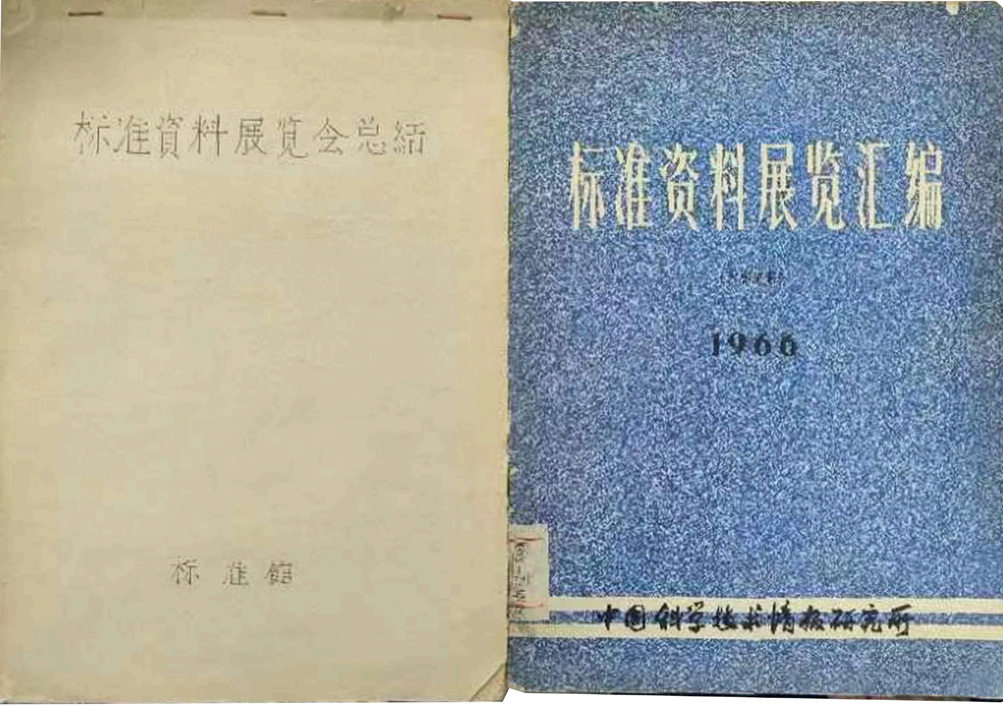 标准資料展览会总結
标准館
标准资料展览汇编
1966
中国科学技术情报研究所